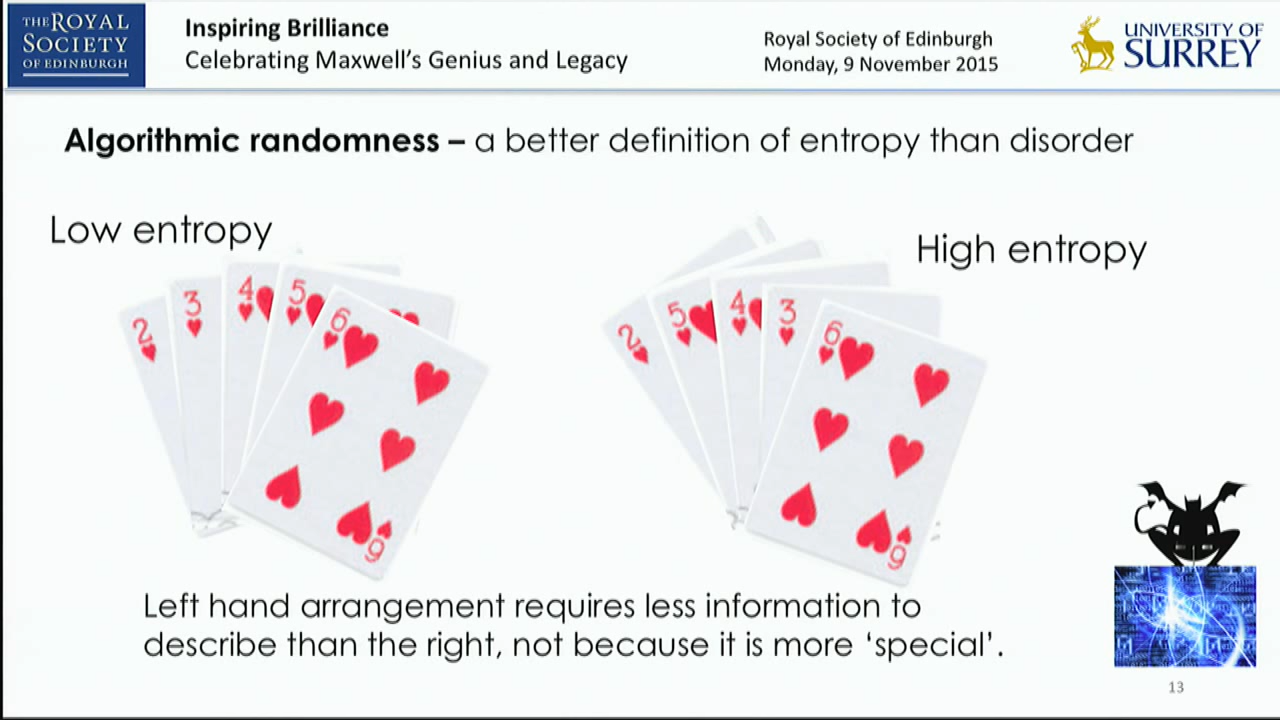 THE ROYAL
SOCIETY
OF EDINBURGH
Inspiring Brilliance
Celebrating Maxwell's Genius and Legacy
Royal Society of Edinburgh
Monday, 9 November 2015
UNIVERSITY OF
SURREY
Algorithmic randomness – a better definition of entropy than disorder
Low entropy
High entropy
2 3 4 5 6
6
2 5 4 3 6
6
Left hand arrangement requires less information to
describe than the right, not because it is more 'special'.
13